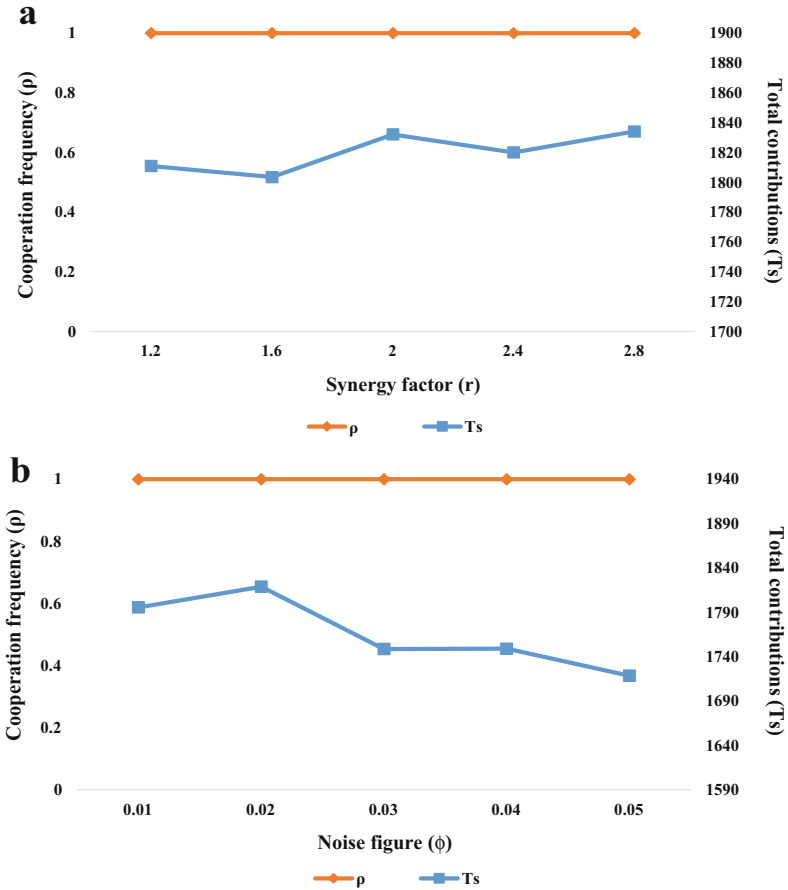 a
Cooperation frequency (ρ)
1
0.8
0.6
0.4
0.2
0
1900
1880
1860
1840
1820
1800
1780
1760
1740
1720
1700
Total contributions (Ts)
1.2 1.6 2 2.4 2.8
Synergy factor (r)
ρ Ts
b
Cooperation frequency (ρ)
1
0.8
0.6
0.4
0.2
0
1940
1890
1840
1790
1740
1690
1640
1590
Total contributions (Ts)
0.01 0.02 0.03 0.04 0.05
Noise figure (ϕ)
ρ Ts